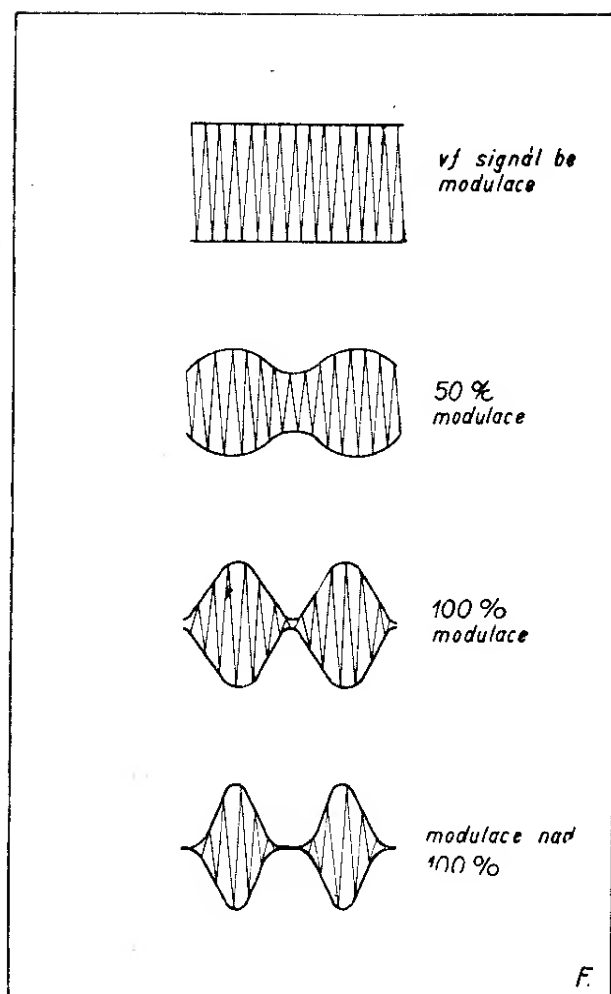 vf signál be
modulace
50 %
modulace
100 %
modulace
modulace nad
100 %
F.